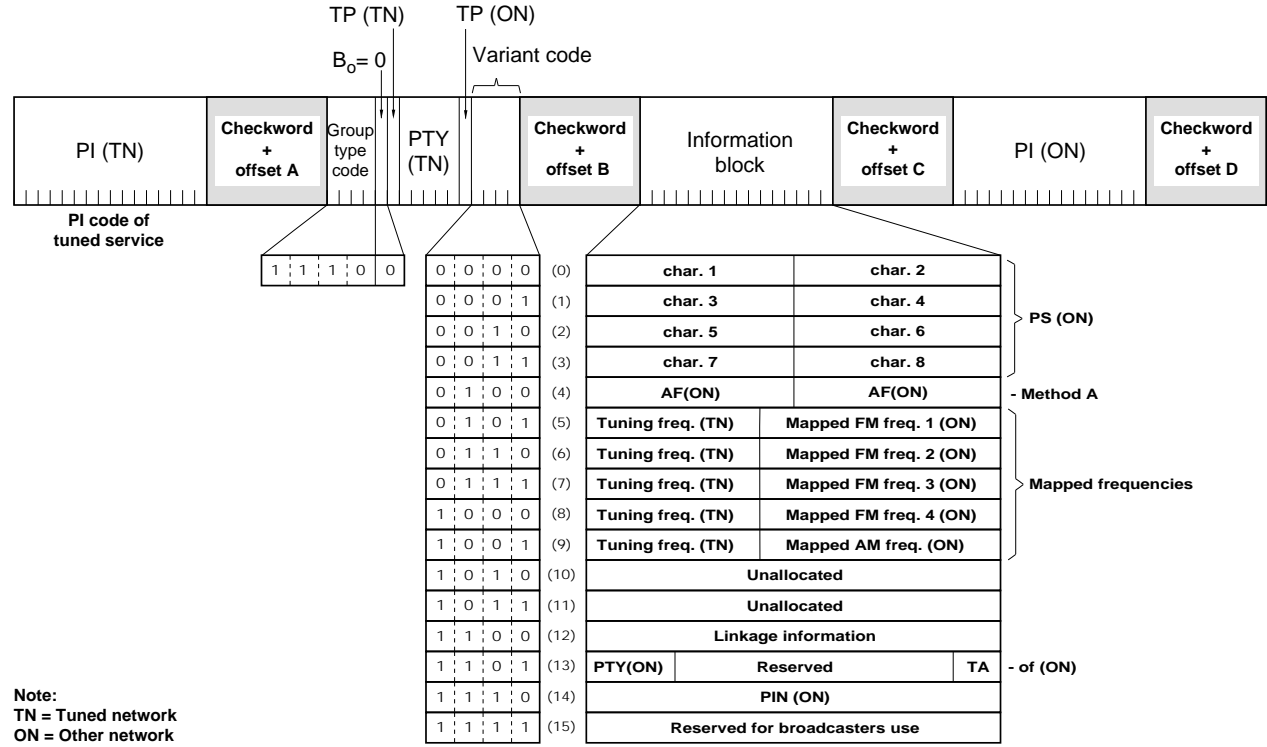 TP (TN) TP (ON)
Bo= 0 Variant code
PI (TN)
Checkword
+
offset A
Group
type
code
PTY
(TN)
Checkword
+
offset B
Information
block
Checkword
+
offset C
PI (ON)
Checkword
+
offset D
PI code of
tuned service
1 1 1 0 0
0 0 0 0 (0) char. 1 char. 2
0 0 0 1 (1) char. 3 char. 4
PS (ON)
0 0 1 0 (2) char. 5 char. 6
0 0 1 1 (3) char. 7 char. 8
0 1 0 0 (4) AF(ON) AF(ON) - Method A
0 1 0 1 (5) Tuning freq. (TN) Mapped FM freq. 1 (ON)
0 1 1 0 (6) Tuning freq. (TN) Mapped FM freq. 2 (ON)
0 1 1 1 (7) Tuning freq. (TN) Mapped FM freq. 3 (ON) Mapped frequencies
1 0 0 0 (8) Tuning freq. (TN) Mapped FM freq. 4 (ON)
1 0 0 1 (9) Tuning freq. (TN) Mapped AM freq. (ON)
1 0 1 0 (10) Unallocated
1 0 1 1 (11) Unallocated
1 1 0 0 (12) Linkage information
1 1 0 1 (13) PTY(ON) Reserved TA - of (ON)
1 1 1 0 (14) PIN (ON)
1 1 1 1 (15) Reserved for broadcasters use
Note:
TN = Tuned network
ON = Other network